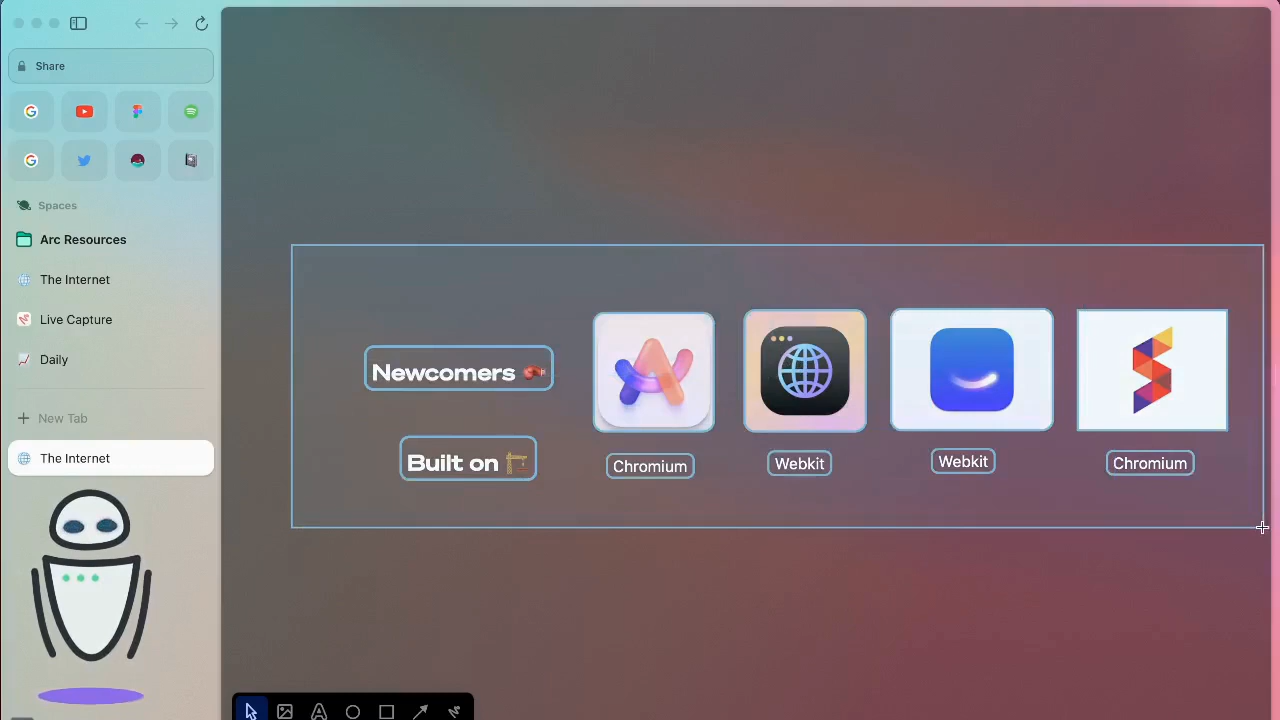 Share
Spaces
Arc Resources
The Internet
Live Capture
Daily
New Tab
The Internet
Newcomers
Built on
Chromium
Webkit
Webkit
Chromium